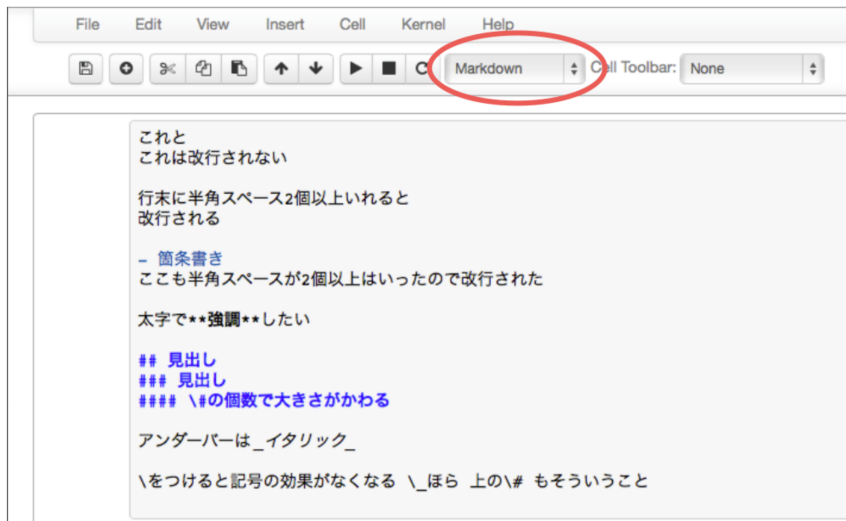 File Edit View Insert Cell Kernel Help
Markdown Cell Toolbar: None
これと
これは改行されない
行末に半角スペース2個以上いれると
改行される
- 箇条書き
ここも半角スペースが2個以上はいったので改行された
太字で**強調**したい
## 見出し
### 見出し
#### \#の個数で大きさがかわる
アンダーバーは_イタリック_
\をつけると記号の効果がなくなる \_ほら 上の\# もそういうこと